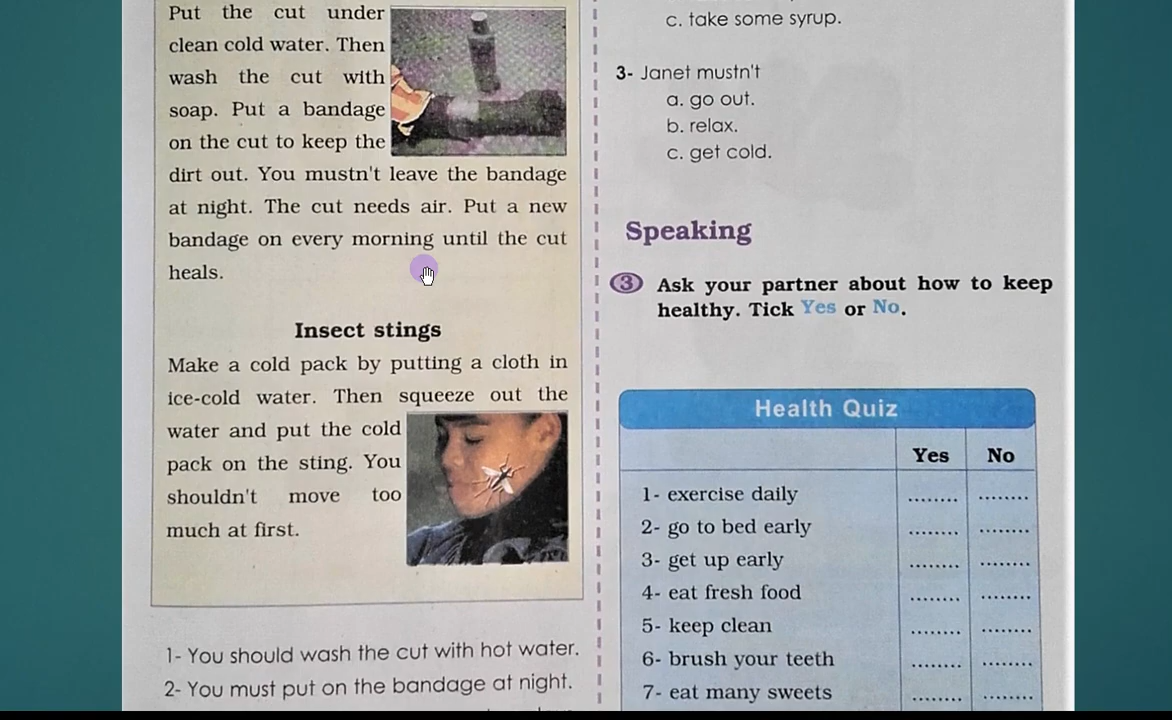 Put the cut under
clean cold water. Then
wash the cut with
soap. Put a bandage
on the cut to keep the
dirt out. You mustn't leave the bandage
at night. The cut needs air. Put a new
bandage on every morning until the cut
heals.
Insect stings
Make a cold pack by putting a cloth in
ice-cold water. Then squeeze out the
water and put the cold
pack on the sting. You
shouldn't move too
much at first.
1- You should wash the cut with hot water.
2- You must put on the bandage at night.
c. take some syrup.
3- Janet mustn't
a. go out.
b. relax.
c. get cold.
Speaking
3 Ask your partner about how to keep
healthy. Tick Yes or No.
Health Quiz
Yes No
1- exercise daily ........ ........
2- go to bed early ........ ........
3- get up early ........ ........
4- eat fresh food ........ ........
5- keep clean ........ ........
6- brush your teeth ........ ........
7- eat many sweets ........ ........